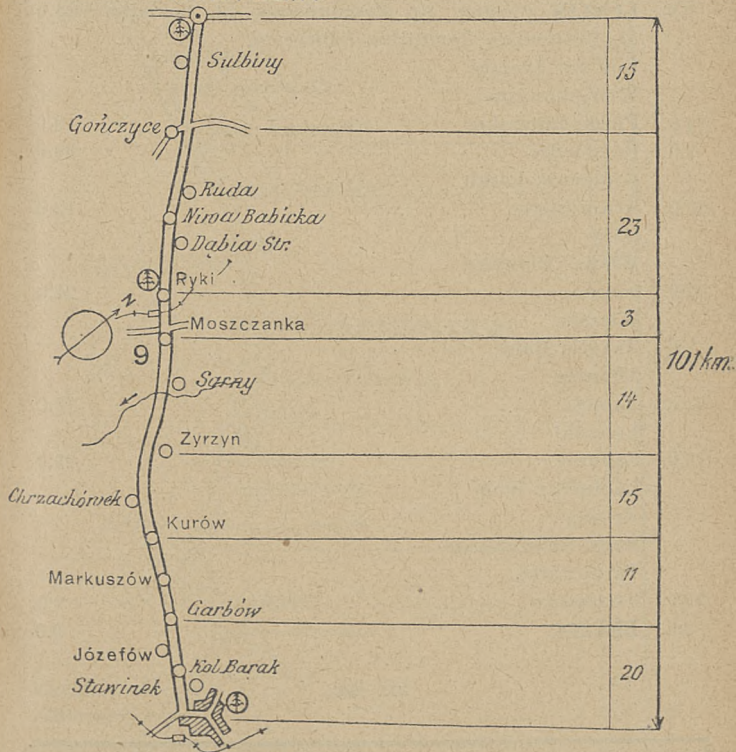 Sulbiny
15
Gończyce
Ruda
Niwa Babicka
23
Dąbia Str.
Ryki
N
Moszczanka
3
9
101 km.
Sarny
14
Zyrzyn
Chrzachówek
15
Kurów
Markuszów
11
Garbów
Józefów
Kol. Barak
20
Stawinek